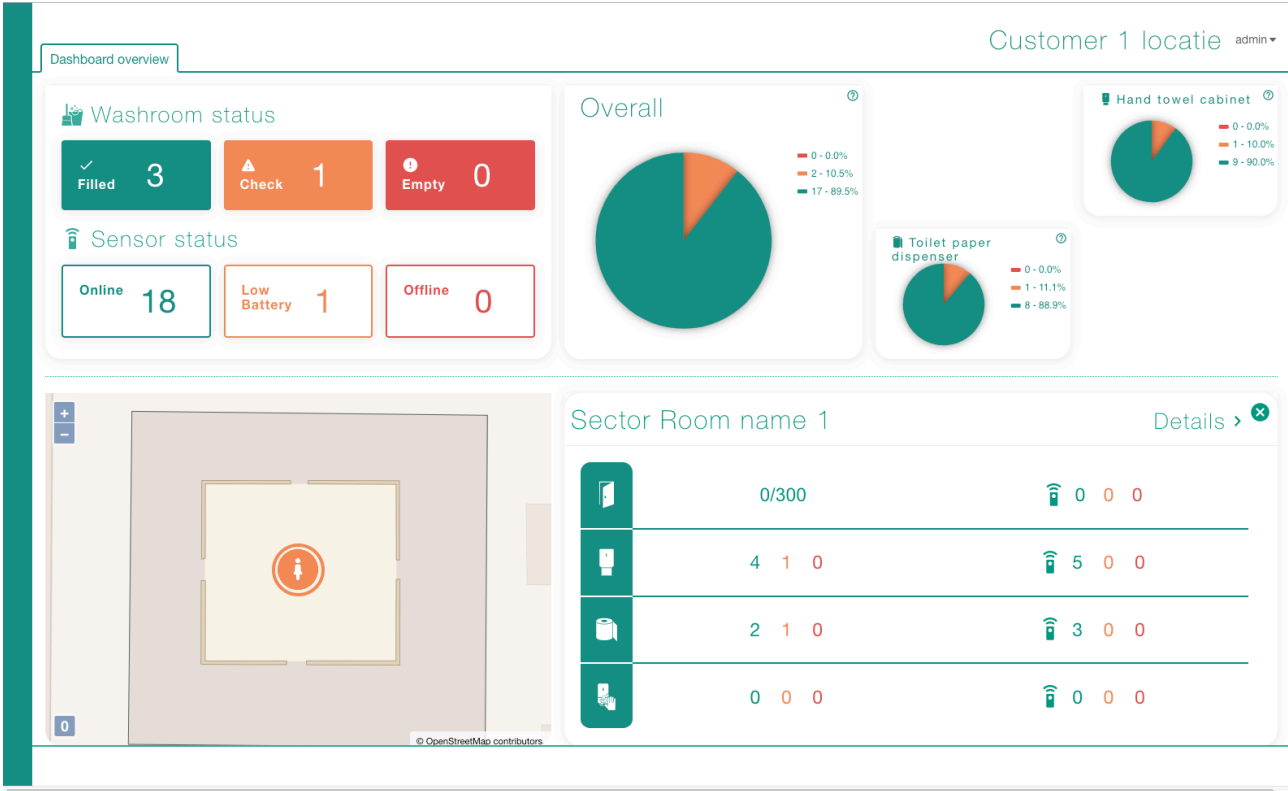 Customer 1 locatie admin
Dashboard overview
Washroom status
Filled 3
Check 1
Empty 0
Sensor status
Online 18
Low Battery 1
Offline 0
Overall
0 - 0.0%
2 - 10.5%
17 - 89.5%
Hand towel cabinet
0 - 0.0%
1 - 10.0%
9 - 90.0%
Toilet paper
dispenser
0 - 0.0%
1 - 11.1%
8 - 88.9%
+
−
0
© OpenStreetMap contributors
Sector Room name 1 Details ›
0/300 0 0 0
4 1 0 5 0 0
2 1 0 3 0 0
0 0 0 0 0 0